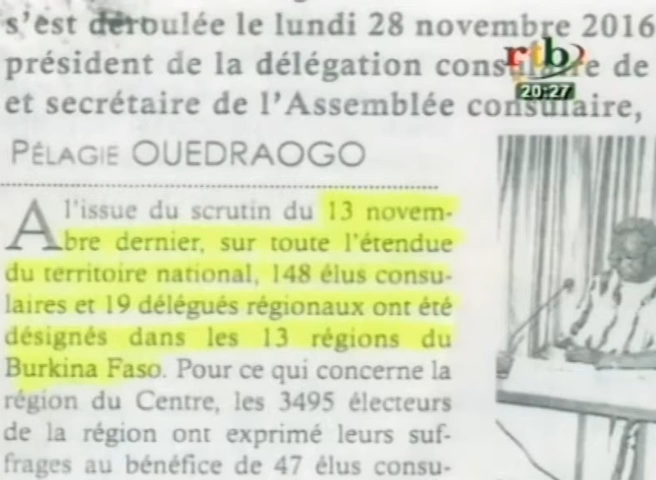 s'est déroulée le lundi 28 novembre 2016
président de la délégation consulaire de
et secrétaire de l'Assemblée consulaire,
rtb
20:27
PÉLAGIE OUEDRAOGO
A l'issue du scrutin du 13 novem-
bre dernier, sur toute l'étendue
du territoire national, 148 élus consu-
laires et 19 délégués régionaux ont été
désignés dans les 13 régions du
Burkina Faso. Pour ce qui concerne la
région du Centre, les 3495 électeurs
de la région ont exprimé leurs suf-
frages au bénéfice de 47 élus consu-